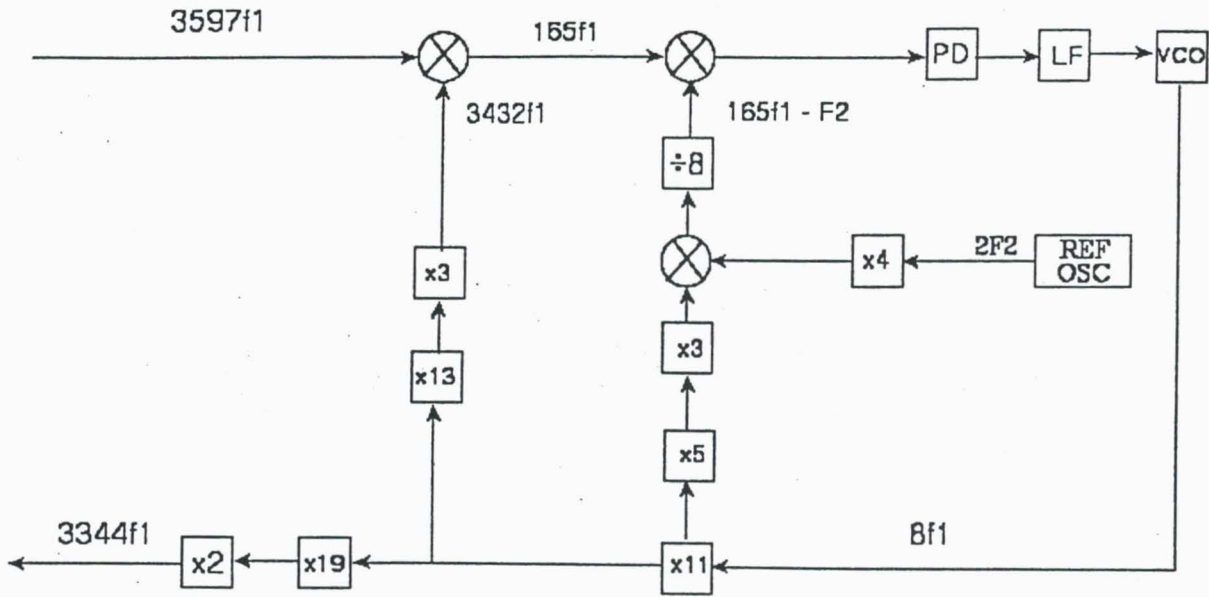 3597f1
165f1
PD
LF
VCO
3432f1
165f1 - F2
÷8
x3
x4
2F2
REF
OSC
x13
x3
x5
3344f1
x2
x19
x11
8f1